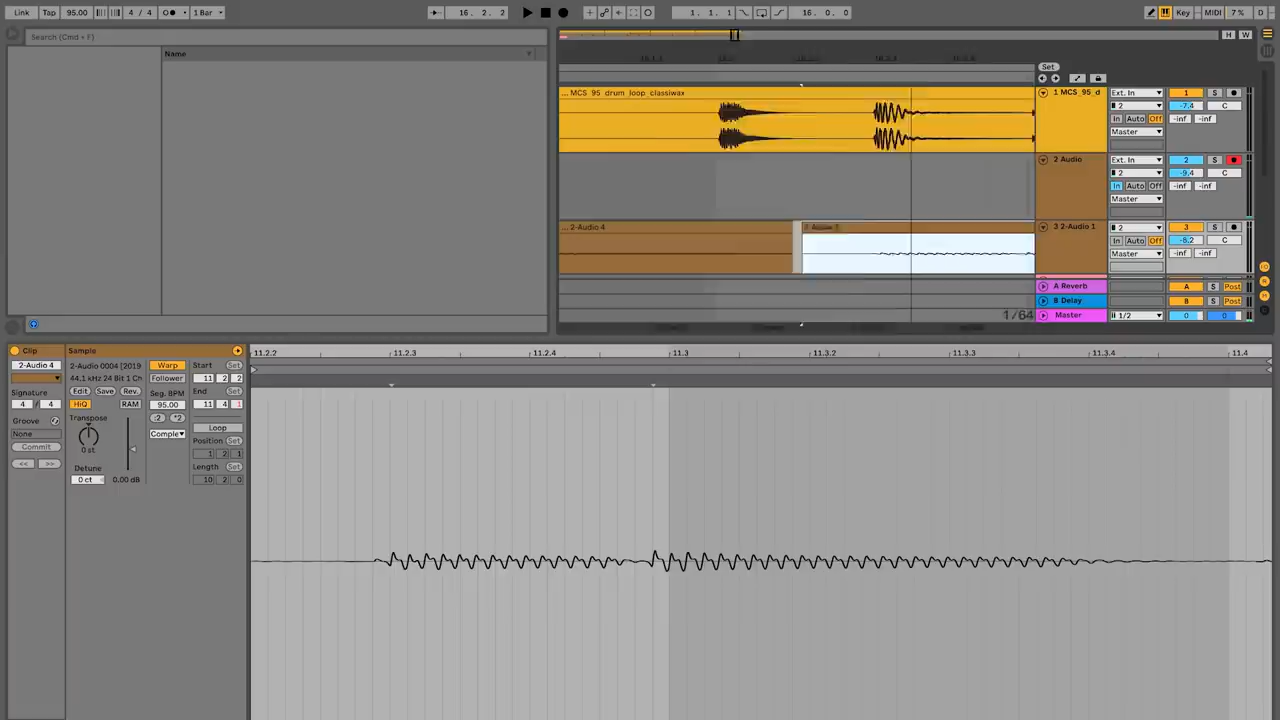 Link Tap 95.00 4 / 4 1 Bar 16. 2. 2 1. 1. 1 16. 0. 0 Key MIDI 7 % D
Search (Cmd + F) H W
Name
Set
... MCS_95_drum_loop_classiwax 1 MCS_95_d Ext. In 1 S
2 -7.4 C
In Auto Off -inf -inf
Master
2 Audio Ext. In 2 S
2 -9.4 C
In Auto Off -inf -inf
Master
... 2-Audio 4 3 2-Audio 1 2 3 S
In Auto Off -8.2 C
Master -inf -inf
A Reverb A S Post
B Delay B S Post
1/64 Master 1/2 0 0
Clip Sample
2-Audio 4 2-Audio 0004 [2019 Warp Start Set
44.1 kHz 24 Bit 1 Ch Follower 11 2 2
Signature Edit Save Rev. Seg. BPM End Set
4 / 4 HiQ RAM 95.00 11 4 1
Groove Transpose :2 *2 Loop
None 0 st Comple Position Set
Commit 1 2 1
<< >> Detune Length Set
0 ct 0.00 dB 10 2 0
11.2.2 11.2.3 11.2.4 11.3 11.3.2 11.3.3 11.3.4 11.4